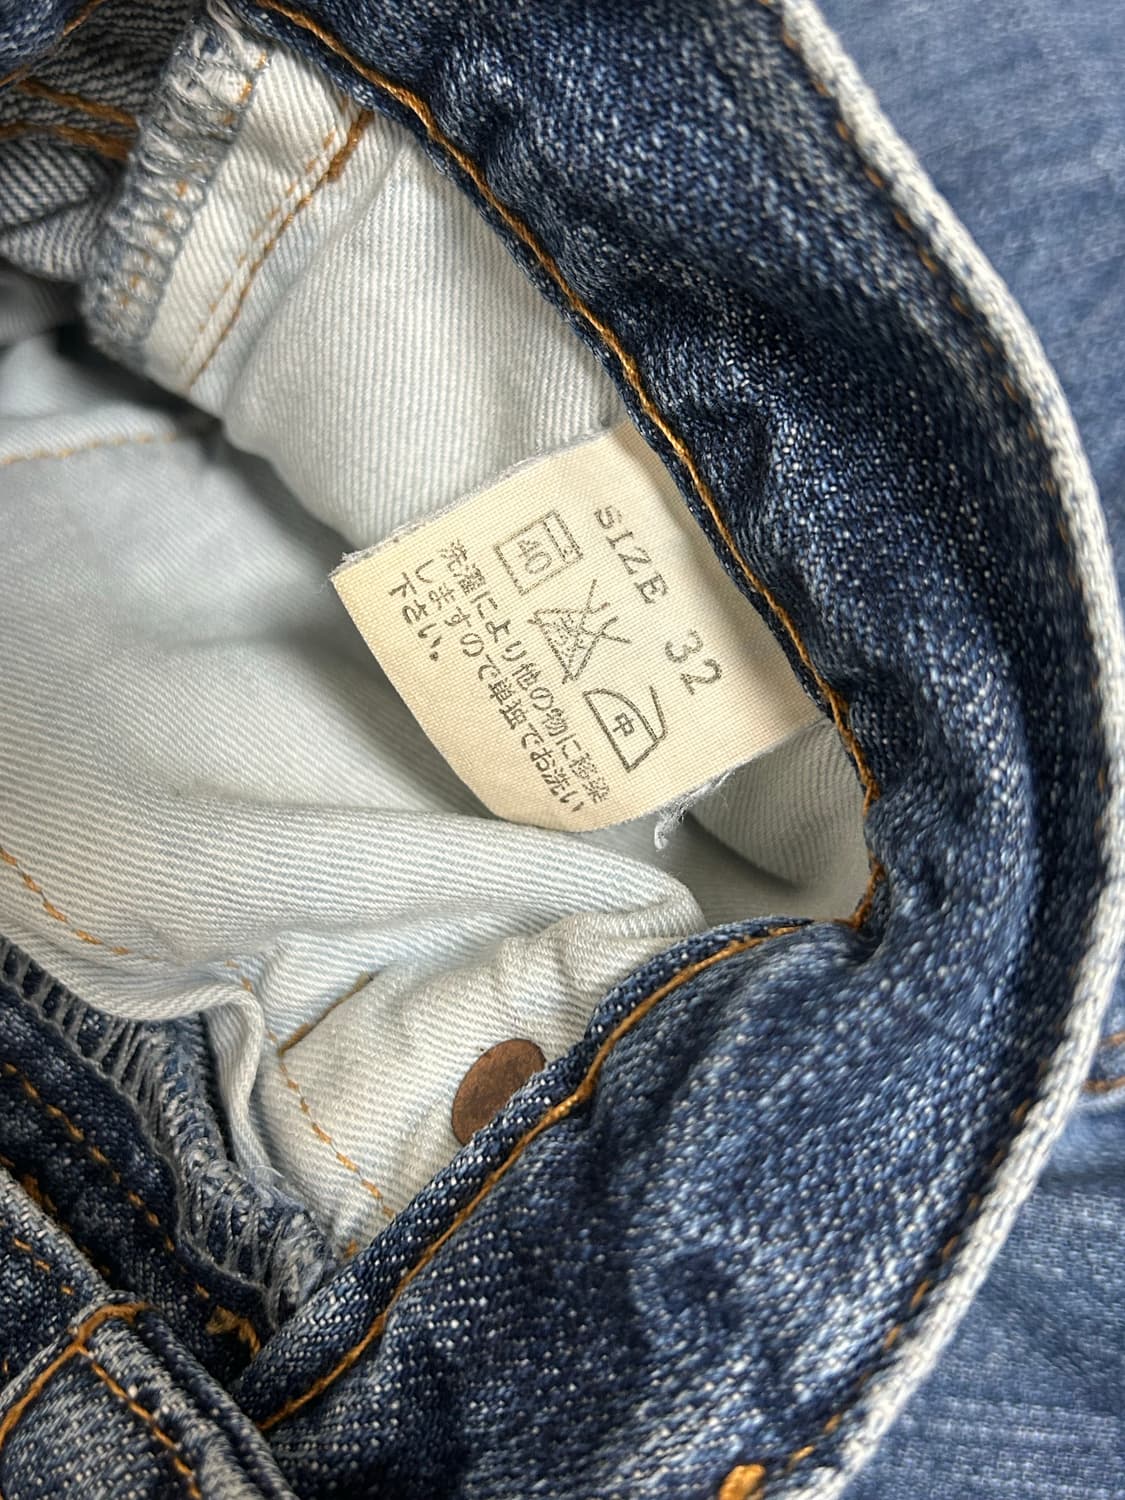 SIZE 32
40 中
洗濯により他の物に移染
しますので単独でお洗い
下さい。